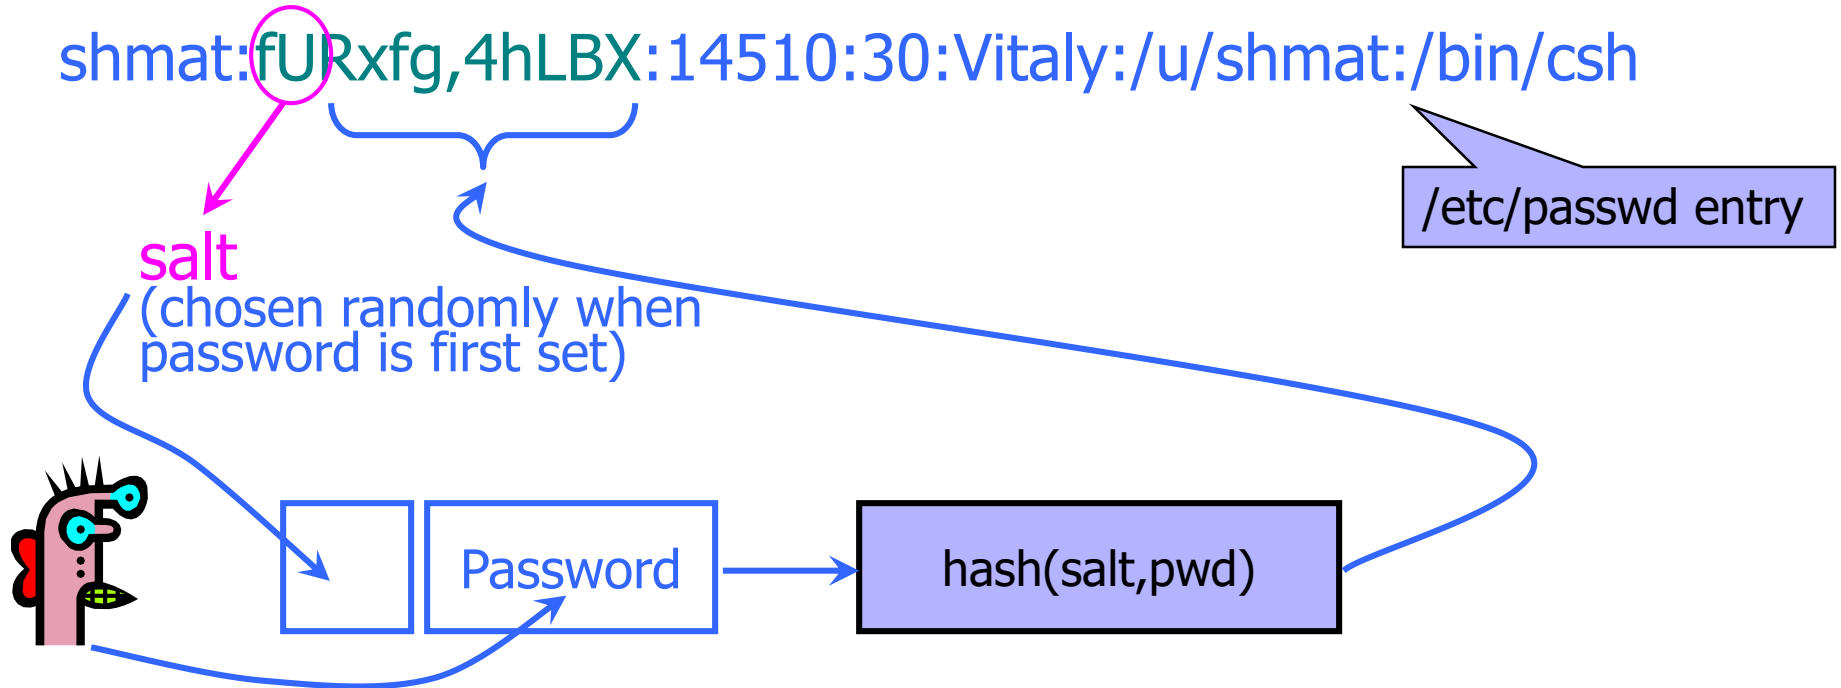 shmat:fURxfg,4hLBX:14510:30:Vitaly:/u/shmat:/bin/csh
/etc/passwd entry
salt
(chosen randomly when
password is first set)
Password
hash(salt,pwd)